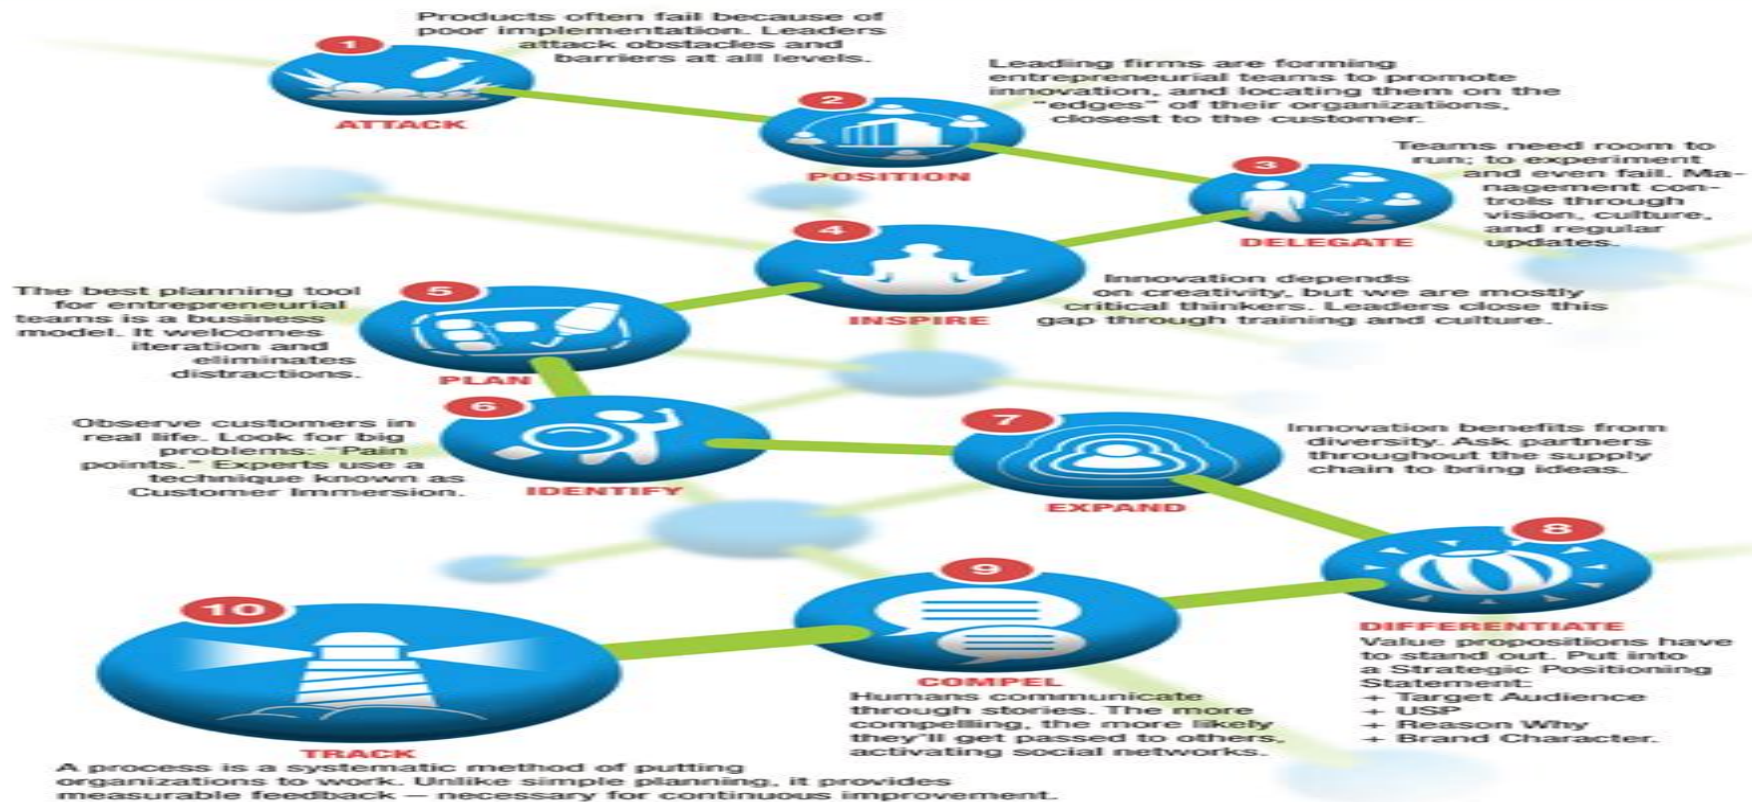 1
ATTACK
Products often fail because of
poor implementation. Leaders
attack obstacles and
barriers at all levels.
2
POSITION
Leading firms are forming
entrepreneurial teams to promote
innovation, and locating them on the
"edges" of their organizations,
closest to the customer.
3
DELEGATE
Teams need room to
run; to experiment
and even fail. Ma-
nagement con-
trols through
vision, culture,
and regular
updates.
4
INSPIRE
Innovation depends
on creativity, but we are mostly
critical thinkers. Leaders close this
gap through training and culture.
5
PLAN
The best planning tool
for entrepreneurial
teams is a business
model. It welcomes
iteration and
eliminates
distractions.
6
IDENTIFY
Observe customers in
real life. Look for big
problems: "Pain
points." Experts use a
technique known as
Customer Immersion.
7
EXPAND
Innovation benefits from
diversity. Ask partners
throughout the supply
chain to bring ideas.
8
DIFFERENTIATE
Value propositions have
to stand out. Put into
a Strategic Positioning
Statement:
+ Target Audience
+ USP
+ Reason Why
+ Brand Character.
9
COMPEL
Humans communicate
through stories. The more
compelling, the more likely
they'll get passed to others,
activating social networks.
10
TRACK
A process is a systematic method of putting
organizations to work. Unlike simple planning, it provides
measurable feedback — necessary for continuous improvement.